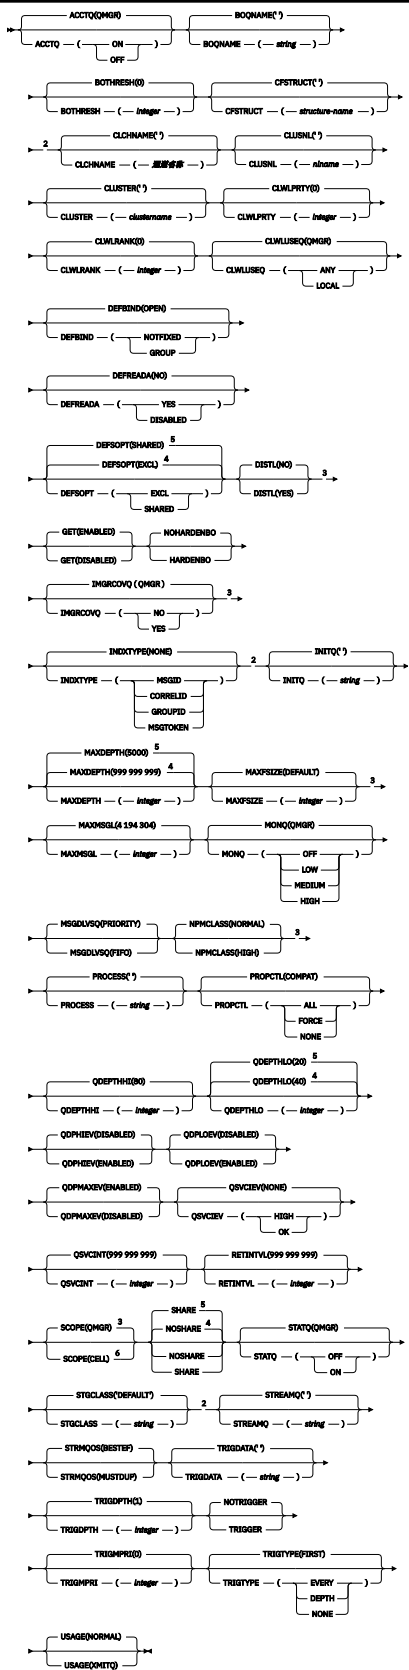 ACCTQ(QMGR) BOQNAME(' ')
ACCTQ ( ON ) BOQNAME ( string )
OFF
BOTHRESH(0) CFSTRUCT(' ')
BOTHRESH ( integer ) CFSTRUCT ( structure-name )
2 CLCHNAME(' ') CLUSNL(' ')
CLCHNAME ( ) CLUSNL ( nlname )
CLUSTER(' ') CLWLPRTY(0)
CLUSTER ( clustername ) CLWLPRTY ( integer )
CLWLRANK(0) CLWLUSEQ(QMGR)
CLWLRANK ( integer ) CLWLUSEQ ( ANY )
LOCAL
DEFBIND(OPEN)
DEFBIND ( NOTFIXED )
GROUP
DEFREADA(NO)
DEFREADA ( YES )
DISABLED
DEFSOPT(SHARED) 5
DEFSOPT(EXCL) 4 DISTL(NO) 3
DEFSOPT ( EXCL ) DISTL(YES)
SHARED
GET(ENABLED) NOHARDENBO
GET(DISABLED) HARDENBO
IMGRCOVQ ( QMGR ) 3
IMGRCOVQ ( NO )
YES
INDXTYPE(NONE) 2 INITQ(' ')
INDXTYPE ( MSGID ) INITQ ( string )
CORRELID
GROUPID
MSGTOKEN
MAXDEPTH(5000) 5
MAXDEPTH(999 999 999) 4 MAXFSIZE(DEFAULT) 3
MAXDEPTH ( integer ) MAXFSIZE ( integer )
MAXMSGL(4 194 304) MONQ(QMGR)
MAXMSGL ( integer ) MONQ ( OFF )
LOW
MEDIUM
HIGH
MSGDLVSQ(PRIORITY) NPMCLASS(NORMAL) 3
MSGDLVSQ(FIFO) NPMCLASS(HIGH)
PROCESS(' ') PROPCTL(COMPAT)
PROCESS ( string ) PROPCTL ( ALL )
FORCE
NONE
QDEPTHLO(20) 5
QDEPTHHI(80) QDEPTHLO(40) 4
QDEPTHHI ( integer ) QDEPTHLO ( integer )
QDPHIEV(DISABLED) QDPLOEV(DISABLED)
QDPHIEV(ENABLED) QDPLOEV(ENABLED)
QDPMAXEV(ENABLED) QSVCIEV(NONE)
QDPMAXEV(DISABLED) QSVCIEV ( HIGH )
OK
QSVCINT(999 999 999) RETINTVL(999 999 999)
QSVCINT ( integer ) RETINTVL ( integer )
SHARE 5
SCOPE(QMGR) 3 NOSHARE 4 STATQ(QMGR)
SCOPE(CELL) 6 NOSHARE STATQ ( OFF )
SHARE ON
STGCLASS('DEFAULT') 2 STREAMQ(' ')
STGCLASS ( string ) STREAMQ ( string )
STRMQOS(BESTEF) TRIGDATA(' ')
STRMQOS(MUSTDUP) TRIGDATA ( string )
TRIGDPTH(1) NOTRIGGER
TRIGDPTH ( integer ) TRIGGER
TRIGMPRI(0) TRIGTYPE(FIRST)
TRIGMPRI ( integer ) TRIGTYPE ( EVERY )
DEPTH
NONE
USAGE(NORMAL)
USAGE(XMITQ)